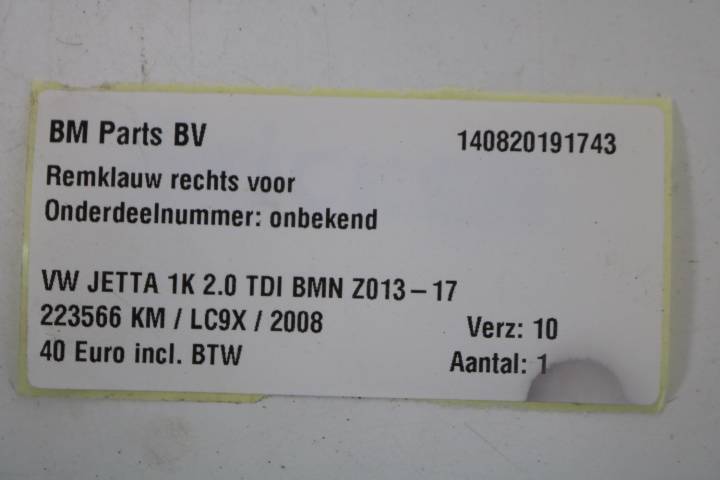 BM Parts BV 140820191743
Remklauw rechts voor
Onderdeelnummer: onbekend
VW JETTA 1K 2.0 TDI BMN Z013-17
223566 KM / LC9X / 2008 Verz: 10
40 Euro incl. BTW Aantal: 1